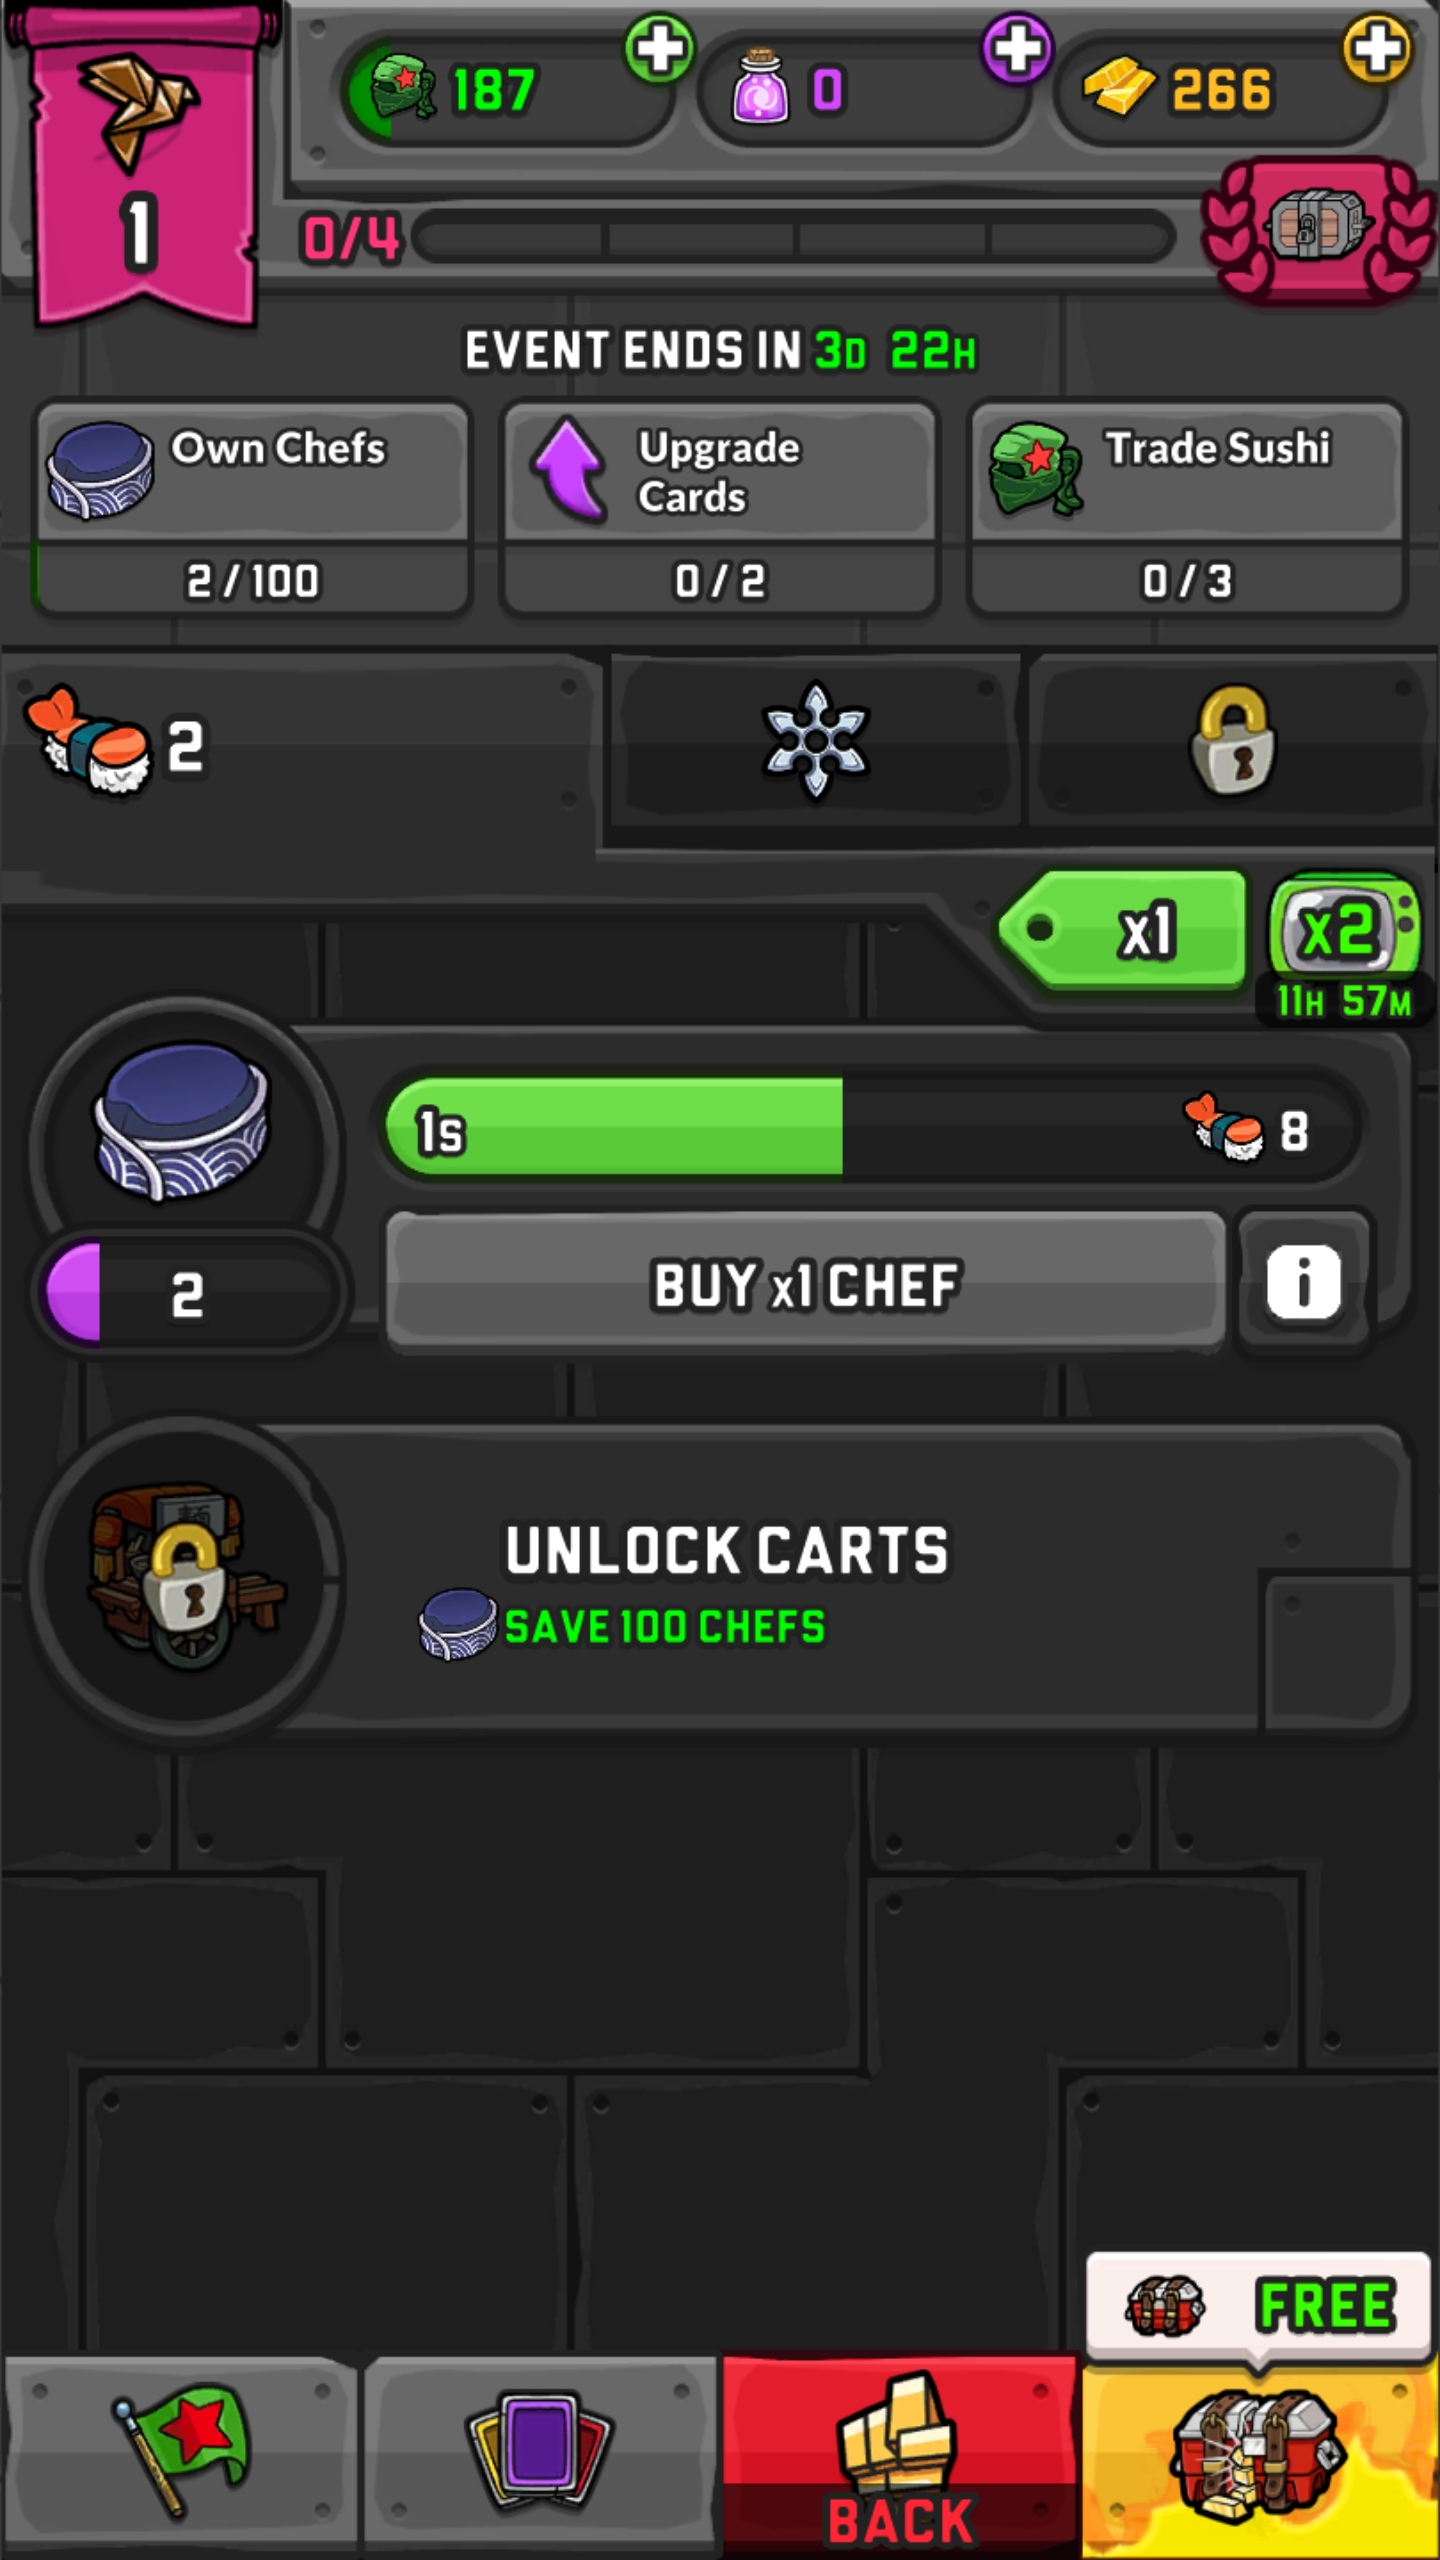 187
0
266
1
0/4
EVENT ENDS IN 3D 22H
Own Chefs
Upgrade
Cards
Trade Sushi
2 / 100
0 / 2
0 / 3
2
x1
x2
11H 57M
1s
8
2
BUY x1 CHEF
i
UNLOCK CARTS
SAVE 100 CHEFS
FREE
BACK